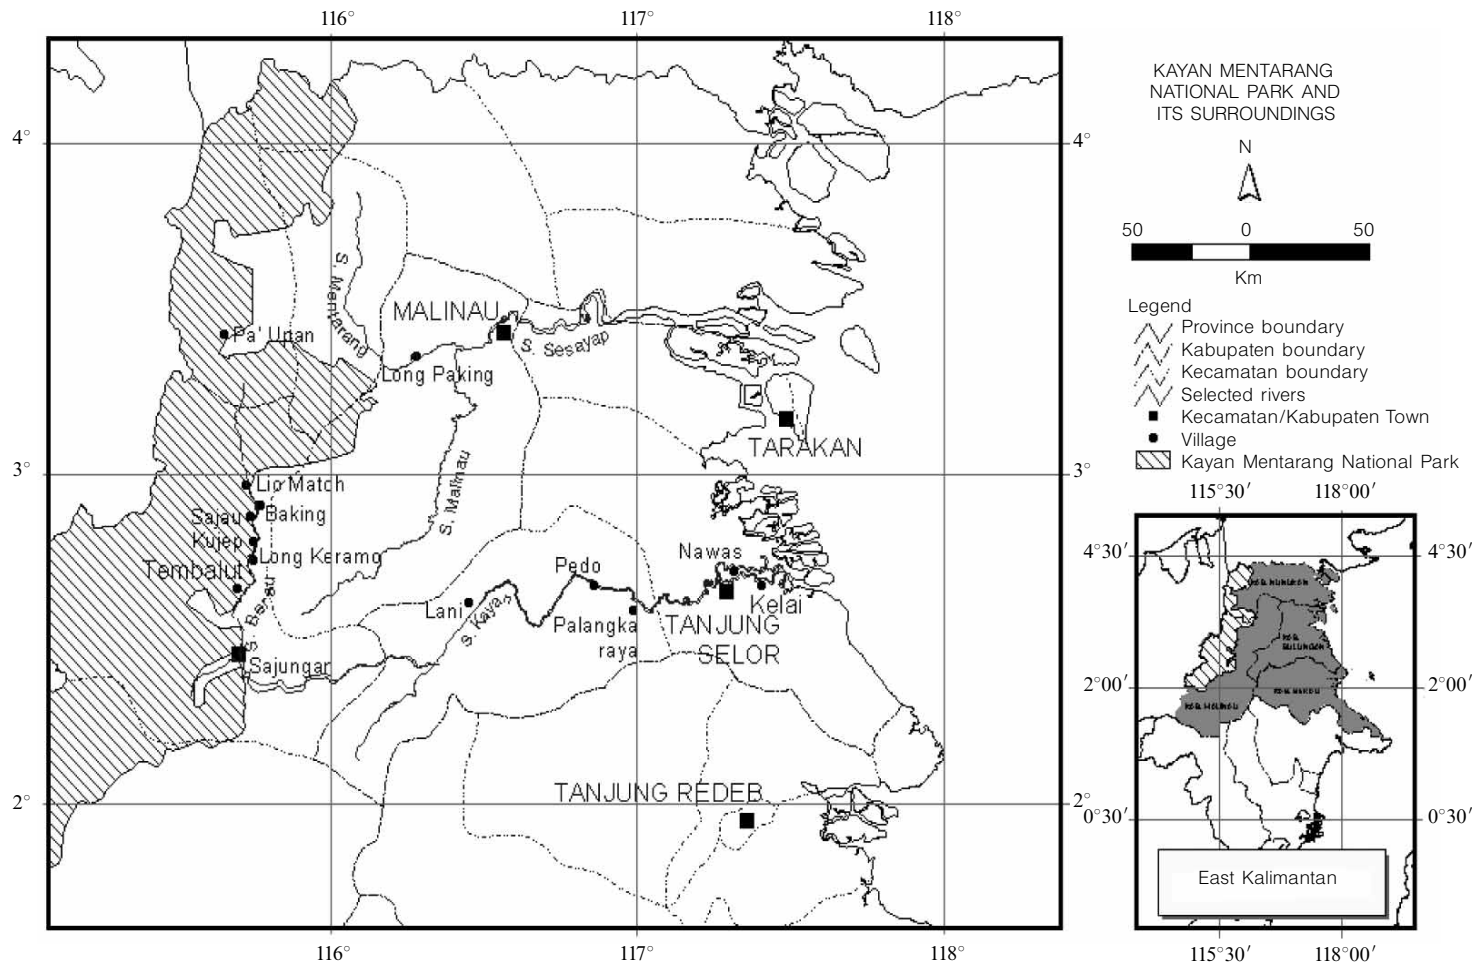 116°
117°
118°
4°
4°
3°
3°
2°
2°
116°
117°
118°
S. Mentarang
MALINAU
Pa' Upan
S. Sesayap
Long Paking
TARAKAN
S. Malinau
Lio Match
Sajau
Baking
Kujep
Long Keramo
Tembalut
S. Berau
Sajungan
Lani
S. Kayan
Pedo
Palangka
raya
Nawas
Kelai
TANJUNG
SELOR
TANJUNG REDEB
KAYAN MENTARANG
NATIONAL PARK AND
ITS SURROUNDINGS
N
50 0 50
Km
Legend
Province boundary
Kabupaten boundary
Kecamatan boundary
Selected rivers
Kecamatan/Kabupaten Town
Village
Kayan Mentarang National Park
115°30′ 118°00′
4°30′
4°30′
2°00′
2°00′
0°30′
0°30′
East Kalimantan
115°30′ 118°00′